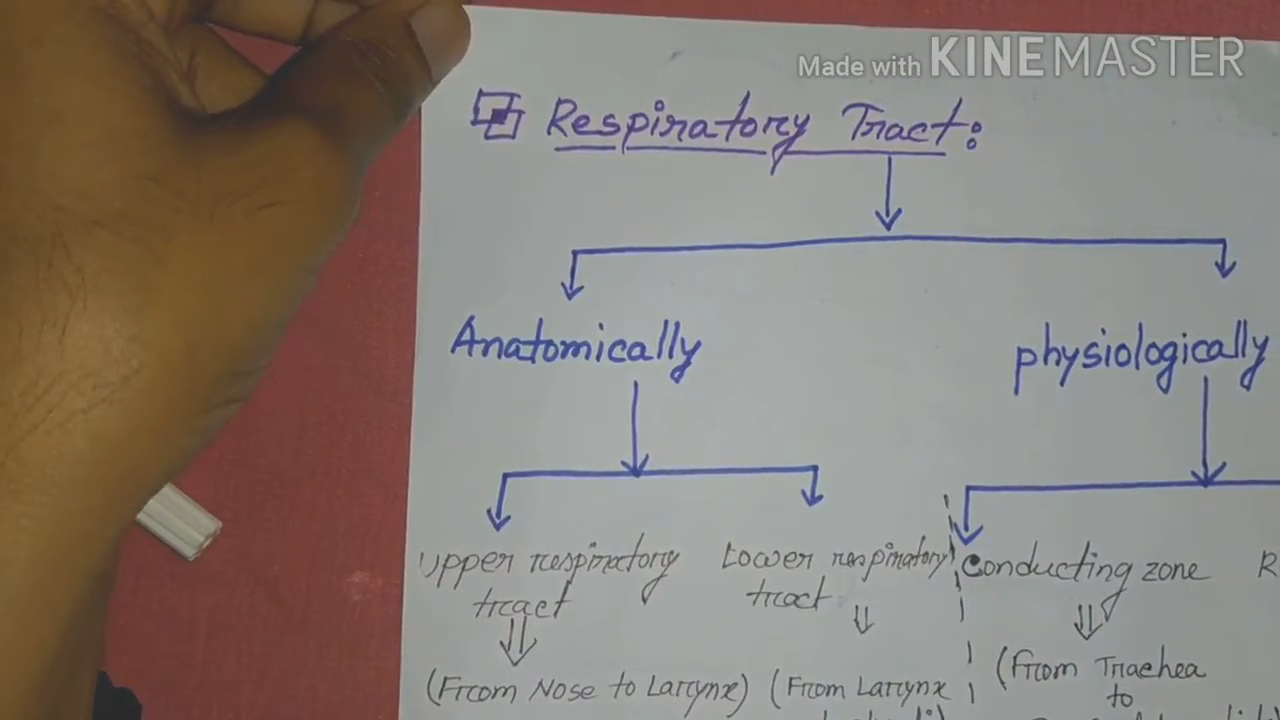 Made with KINEMASTER
Respiratory Tract:
Anatomically
physiologically
Upper respiratory
tract
Lower respiratory
tract
Conducting zone
R
(From Nose to Larynx)
(From Larynx
(From Trachea
to